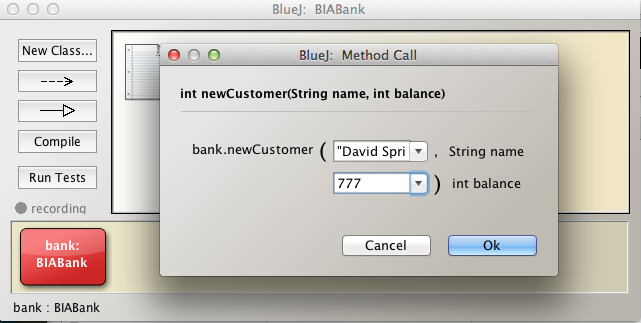 BlueJ: BIABank
New Class...
Compile
Run Tests
recording
BlueJ: Method Call
int newCustomer(String name, int balance)
bank.newCustomer ( "David Spri , String name
777 ) int balance
Cancel Ok
bank:
BIABank
bank : BIABank